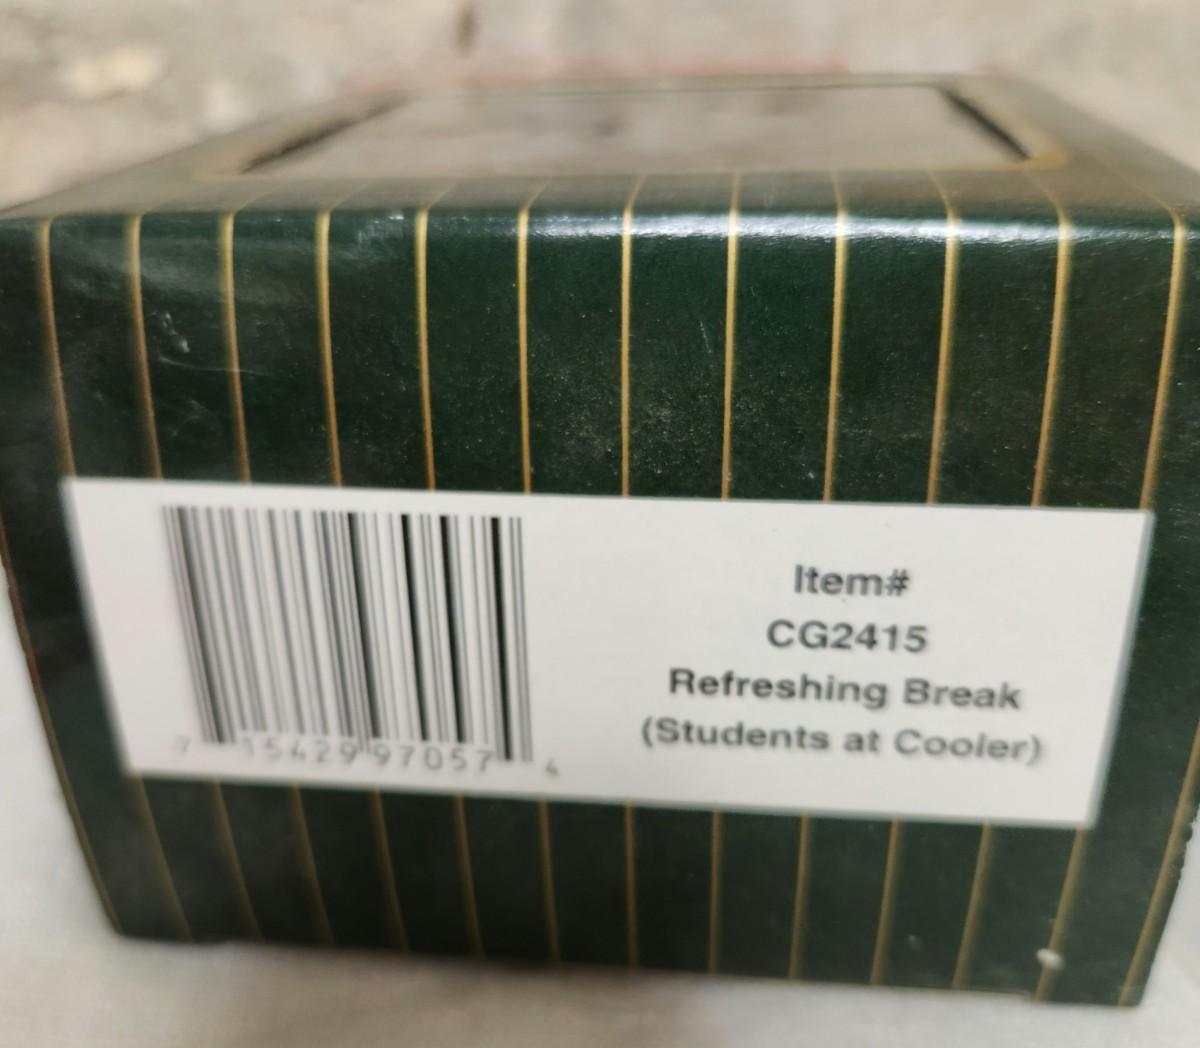 Item#
CG2415
Refreshing Break
(Students at Cooler)
7 15429 97057 4